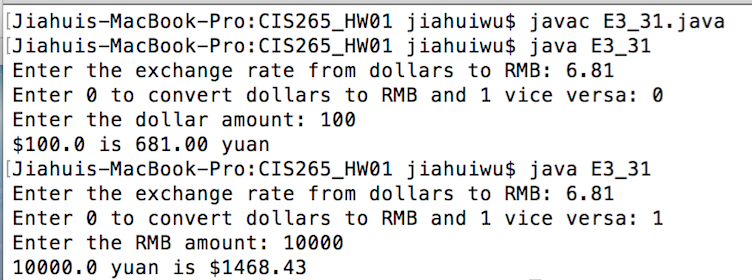 [Jiahuis-MacBook-Pro:CIS265_HW01 jiahuiwu$ javac E3_31.java
[Jiahuis-MacBook-Pro:CIS265_HW01 jiahuiwu$ java E3_31
Enter the exchange rate from dollars to RMB: 6.81
Enter 0 to convert dollars to RMB and 1 vice versa: 0
Enter the dollar amount: 100
$100.0 is 681.00 yuan
[Jiahuis-MacBook-Pro:CIS265_HW01 jiahuiwu$ java E3_31
Enter the exchange rate from dollars to RMB: 6.81
Enter 0 to convert dollars to RMB and 1 vice versa: 1
Enter the RMB amount: 10000
10000.0 yuan is $1468.43